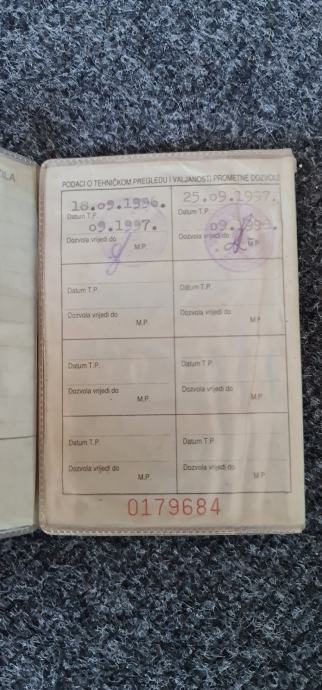 PODACI O TEHNIČKOM PREGLEDU I VALJANOSTI PROMETNE DOZVOLE
18.09.1996. 25.09.1997.
Datum T.P.
09.1997. 09.1998.
Dozvola vrijedi do M.P. Dozvola vrijedi do M.P.
Datum T.P. Datum T.P.
Dozvola vrijedi do M.P. Dozvola vrijedi do M.P.
Datum T.P. Datum T.P.
Dozvola vrijedi do M.P. Dozvola vrijedi do M.P.
Datum T.P. Datum T.P.
Dozvola vrijedi do M.P. Dozvola vrijedi do M.P.
0179684